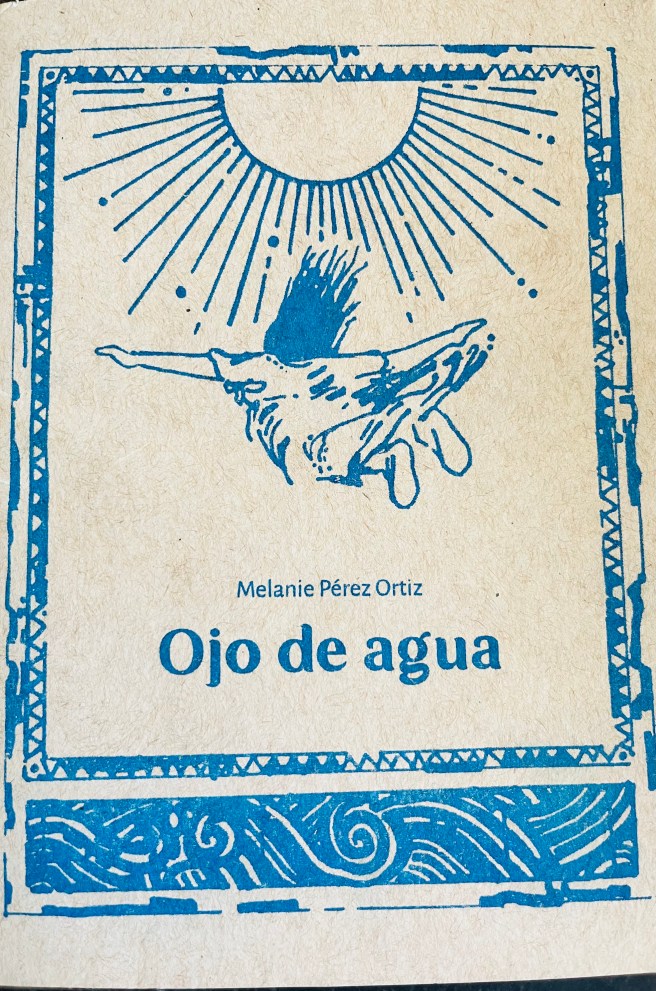 Melanie Pérez Ortiz
Ojo de agua